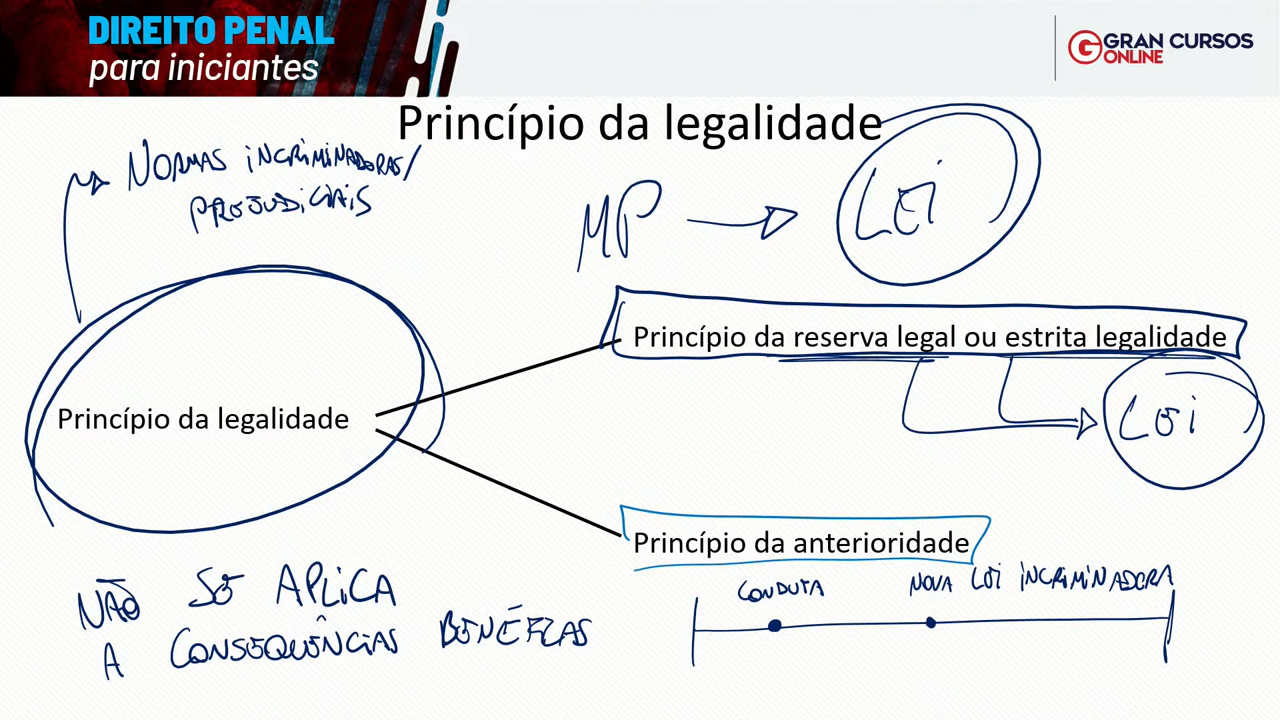 DIREITO PENAL
para iniciantes
GRAN CURSOS
ONLINE
Princípio da legalidade
NORMAS INCRIMINADORAS/
PREJUDICIAIS
MP
LEI
Princípio da reserva legal ou estrita legalidade
LEI
Princípio da legalidade
Princípio da anterioridade
CONDUTA
NOVA LEI INCRIMINADORA
NÃO SE APLICA
A CONSEQUÊNCIAS BENÉFICAS